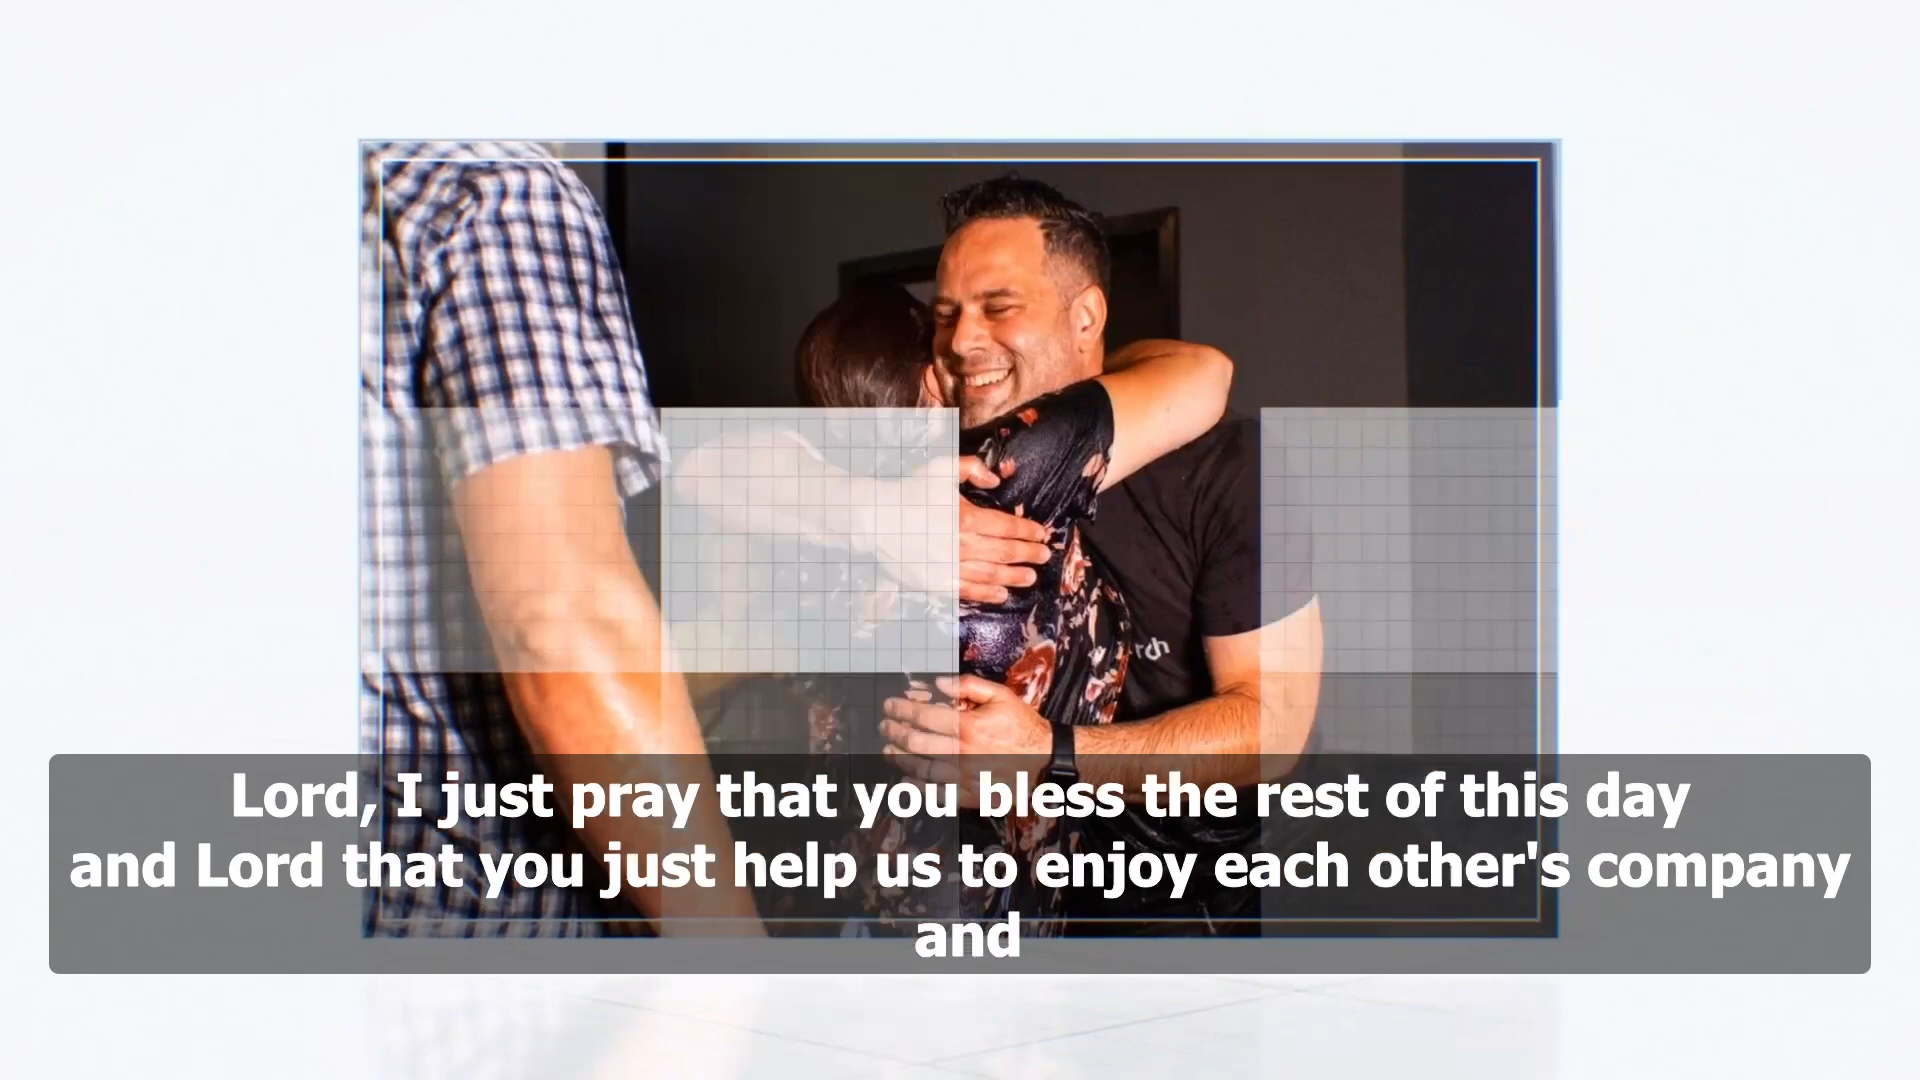 rch
Lord, I just pray that you bless the rest of this day
and Lord that you just help us to enjoy each other's company
and